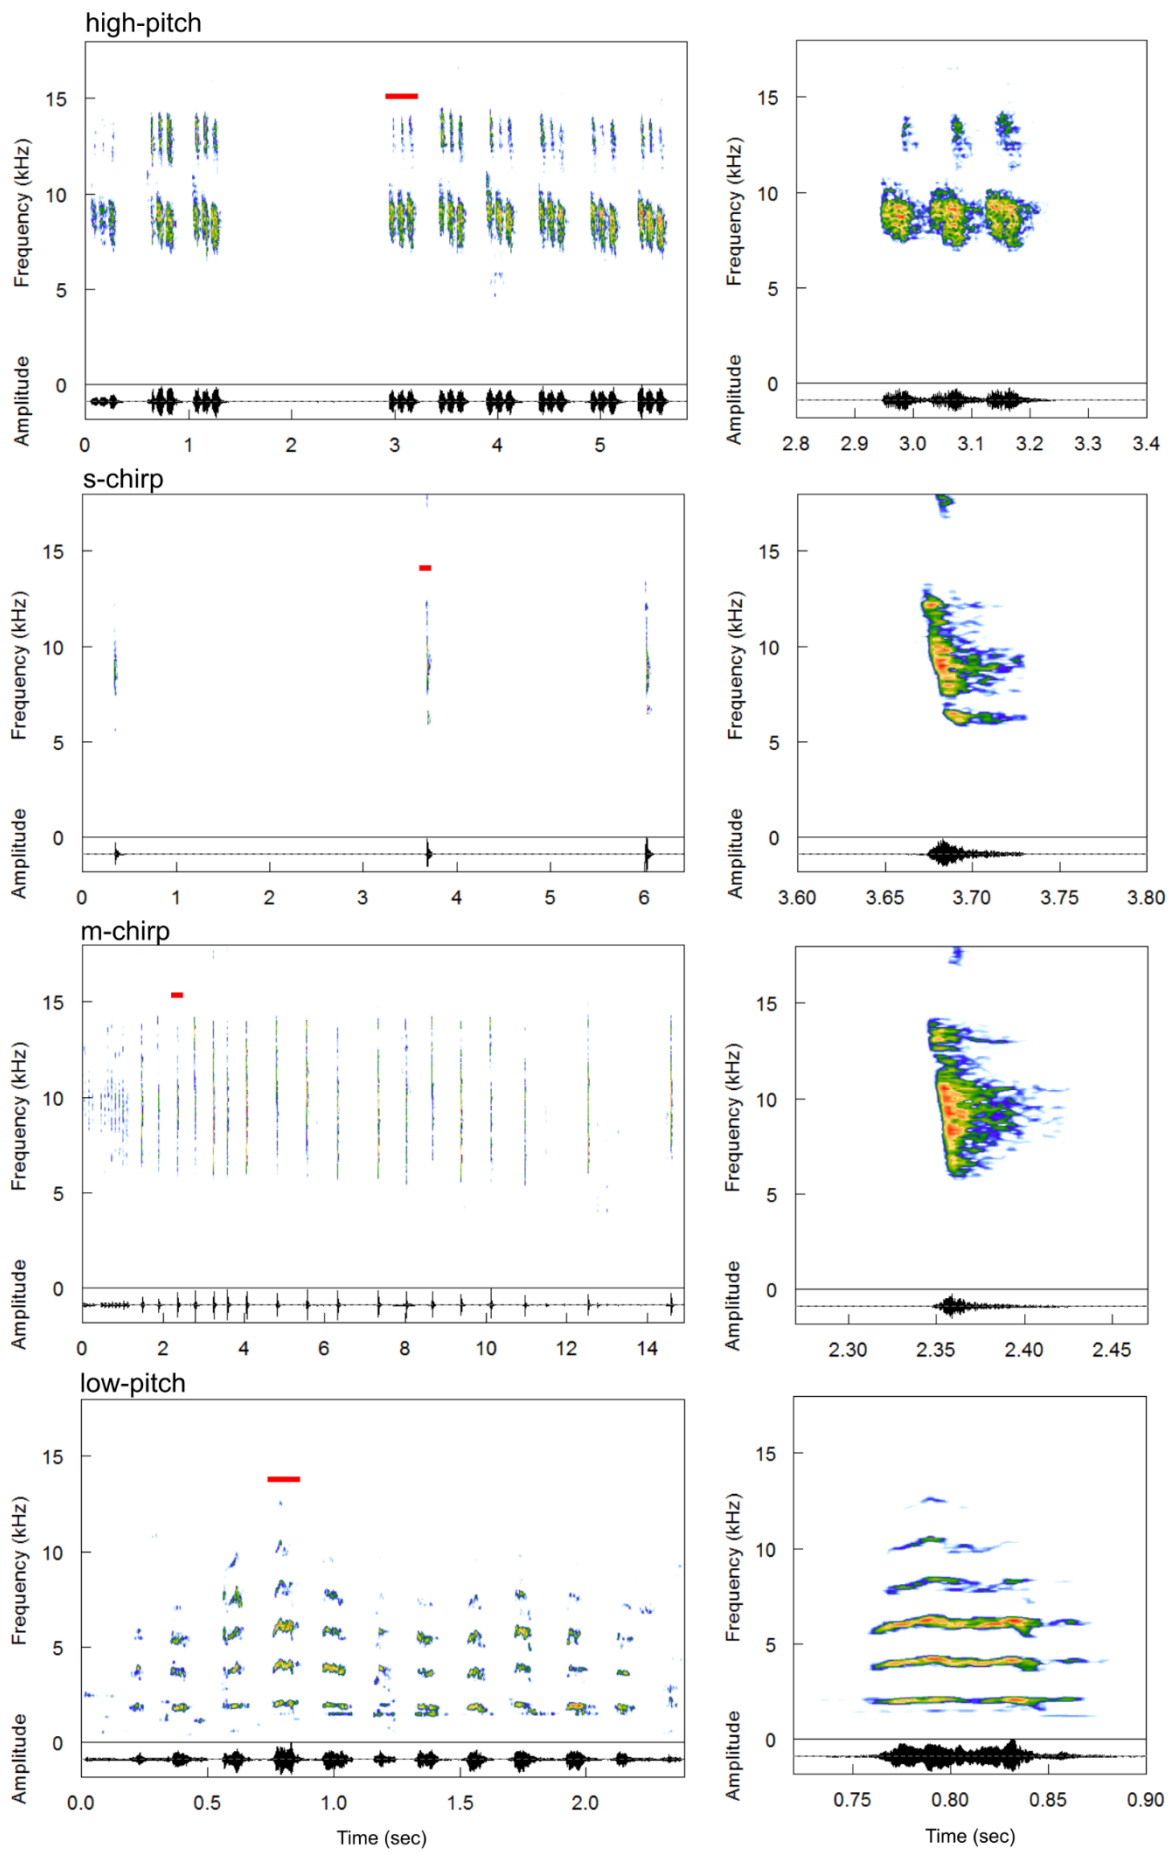 high-pitch
15
10
5
0
Frequency (kHz)
Amplitude
0 1 2 3 4 5
15
10
5
0
Frequency (kHz)
Amplitude
2.8 2.9 3.0 3.1 3.2 3.3 3.4
s-chirp
15
10
5
0
Frequency (kHz)
Amplitude
0 1 2 3 4 5 6
15
10
5
0
Frequency (kHz)
Amplitude
3.60 3.65 3.70 3.75 3.80
m-chirp
15
10
5
0
Frequency (kHz)
Amplitude
0 2 4 6 8 10 12 14
15
10
5
0
Frequency (kHz)
Amplitude
2.30 2.35 2.40 2.45
low-pitch
15
10
5
0
Frequency (kHz)
Amplitude
0.0 0.5 1.0 1.5 2.0
Time (sec)
15
10
5
0
Frequency (kHz)
Amplitude
0.75 0.80 0.85 0.90
Time (sec)